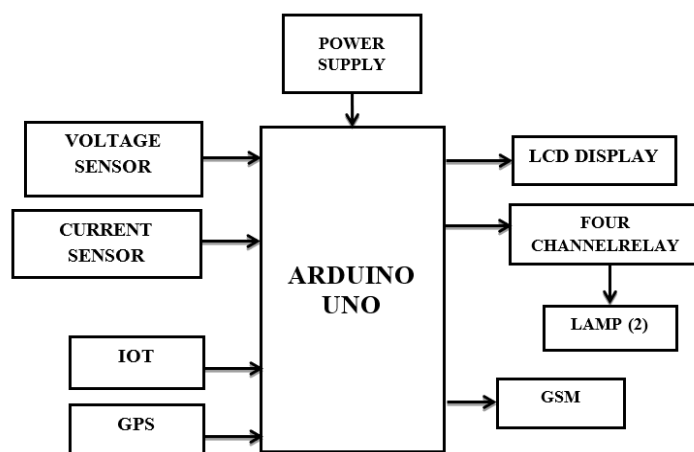 POWER
SUPPLY
VOLTAGE
SENSOR
LCD DISPLAY
CURRENT
SENSOR
FOUR
CHANNELRELAY
ARDUINO
UNO
LAMP (2)
IOT
GSM
GPS